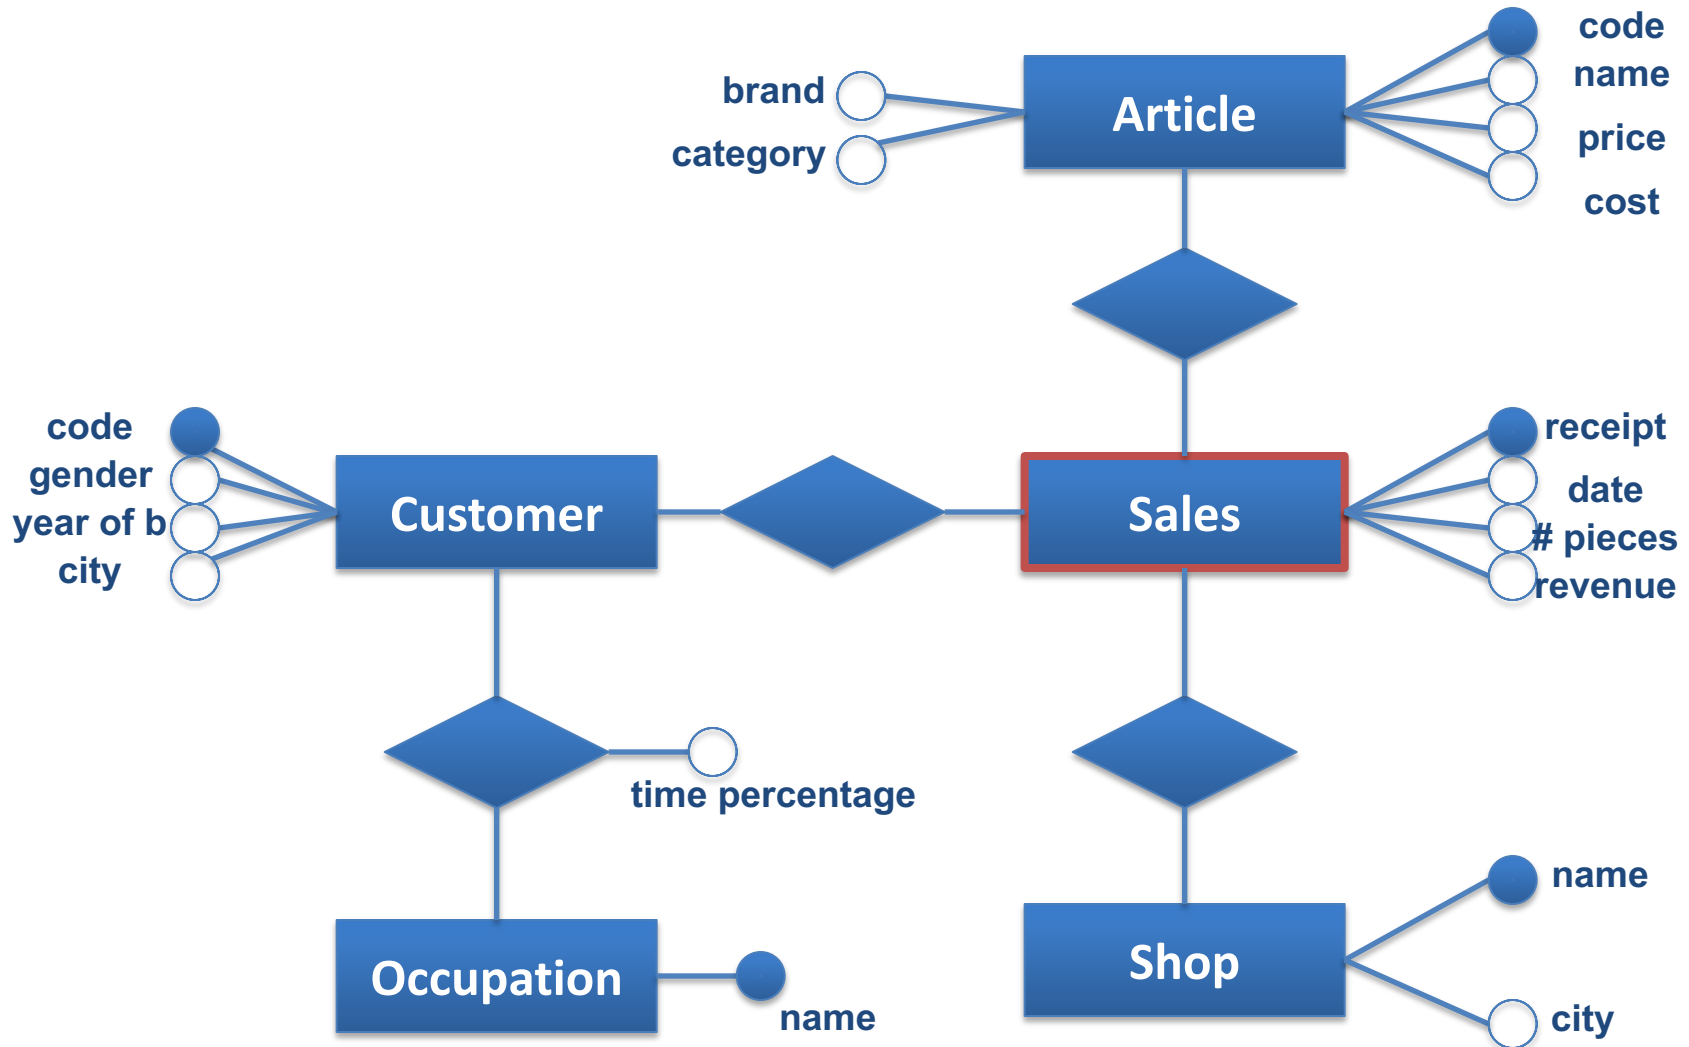 code
brand
name
Article
price
category
cost
code
receipt
gender
Customer
Sales
date
year of b
# pieces
city
revenue
time percentage
name
Occupation
Shop
name
city